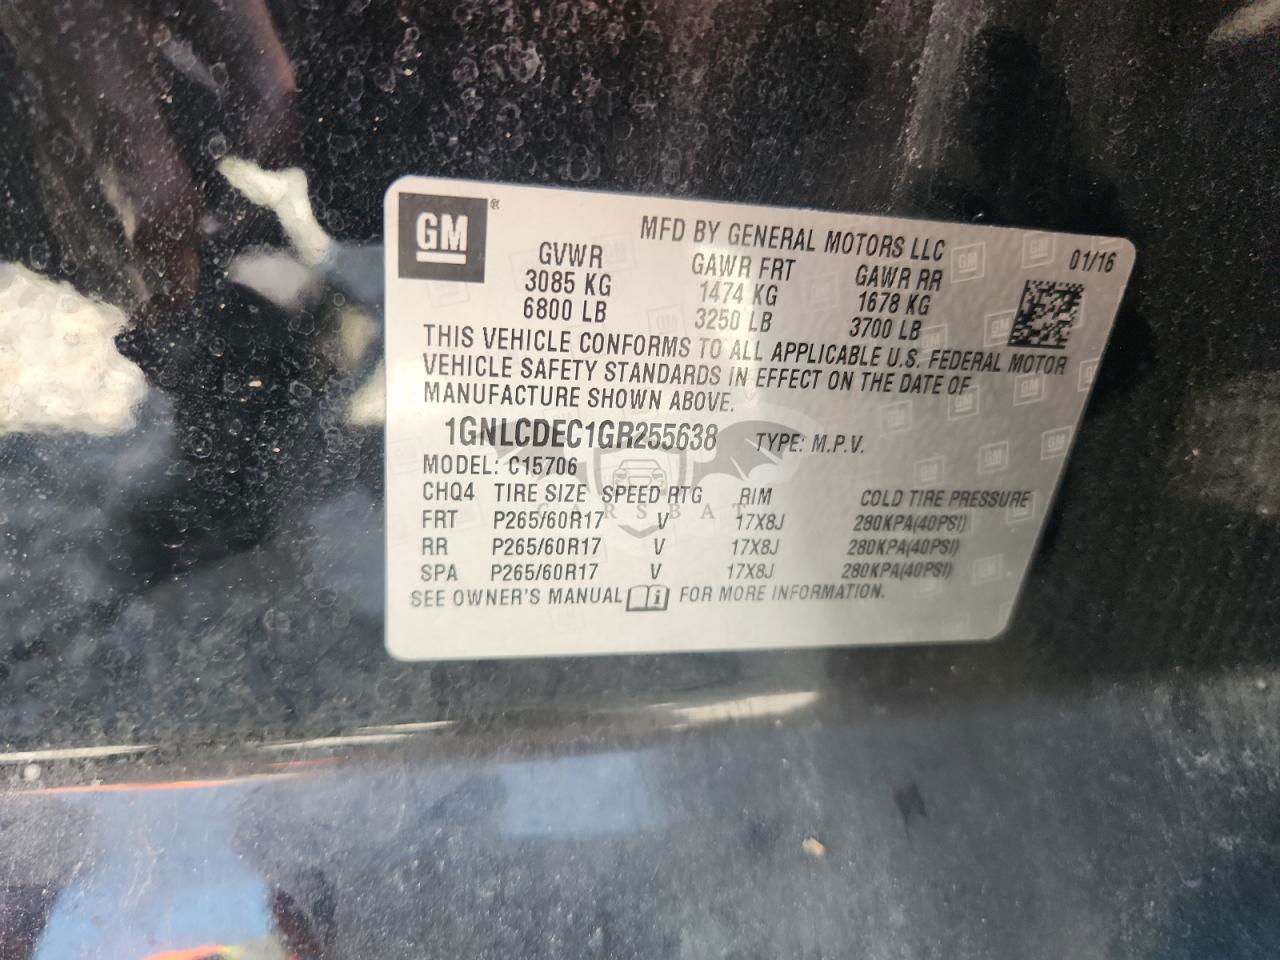 GM®
MFD BY GENERAL MOTORS LLC
01/16
GVWR GAWR FRT GAWR RR
3085 KG 1474 KG 1678 KG
6800 LB 3250 LB 3700 LB
THIS VEHICLE CONFORMS TO ALL APPLICABLE U.S. FEDERAL MOTOR
VEHICLE SAFETY STANDARDS IN EFFECT ON THE DATE OF
MANUFACTURE SHOWN ABOVE.
1GNLCDEC1GR255638 TYPE: M.P.V.
MODEL: C15706
CHQ4 TIRE SIZE SPEED RTG RIM COLD TIRE PRESSURE
FRT P265/60R17 V 17X8J 280KPA(40PSI)
RR P265/60R17 V 17X8J 280KPA(40PSI)
SPA P265/60R17 V 17X8J 280KPA(40PSI)
SEE OWNER'S MANUAL FOR MORE INFORMATION.
CARSBAT